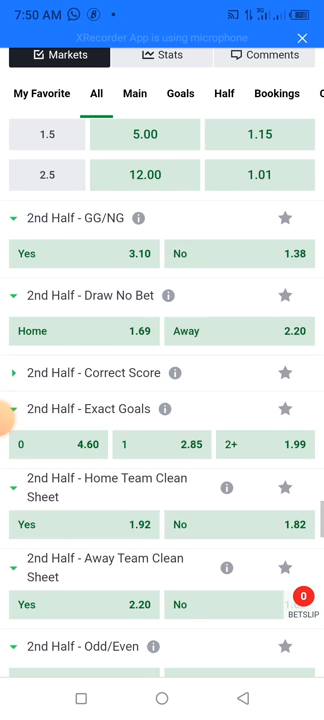 7:50 AM 3G
XRecorder App is using microphone
Markets Stats Comments
My Favorite All Main Goals Half Bookings
1.5 5.00 1.15
2.5 12.00 1.01
2nd Half - GG/NG
Yes 3.10 No 1.38
2nd Half - Draw No Bet
Home 1.69 Away 2.20
2nd Half - Correct Score
2nd Half - Exact Goals
0 4.60 1 2.85 2+ 1.99
2nd Half - Home Team Clean
Sheet
Yes 1.92 No 1.82
2nd Half - Away Team Clean
Sheet
Yes 2.20 No
0
BETSLIP
2nd Half - Odd/Even